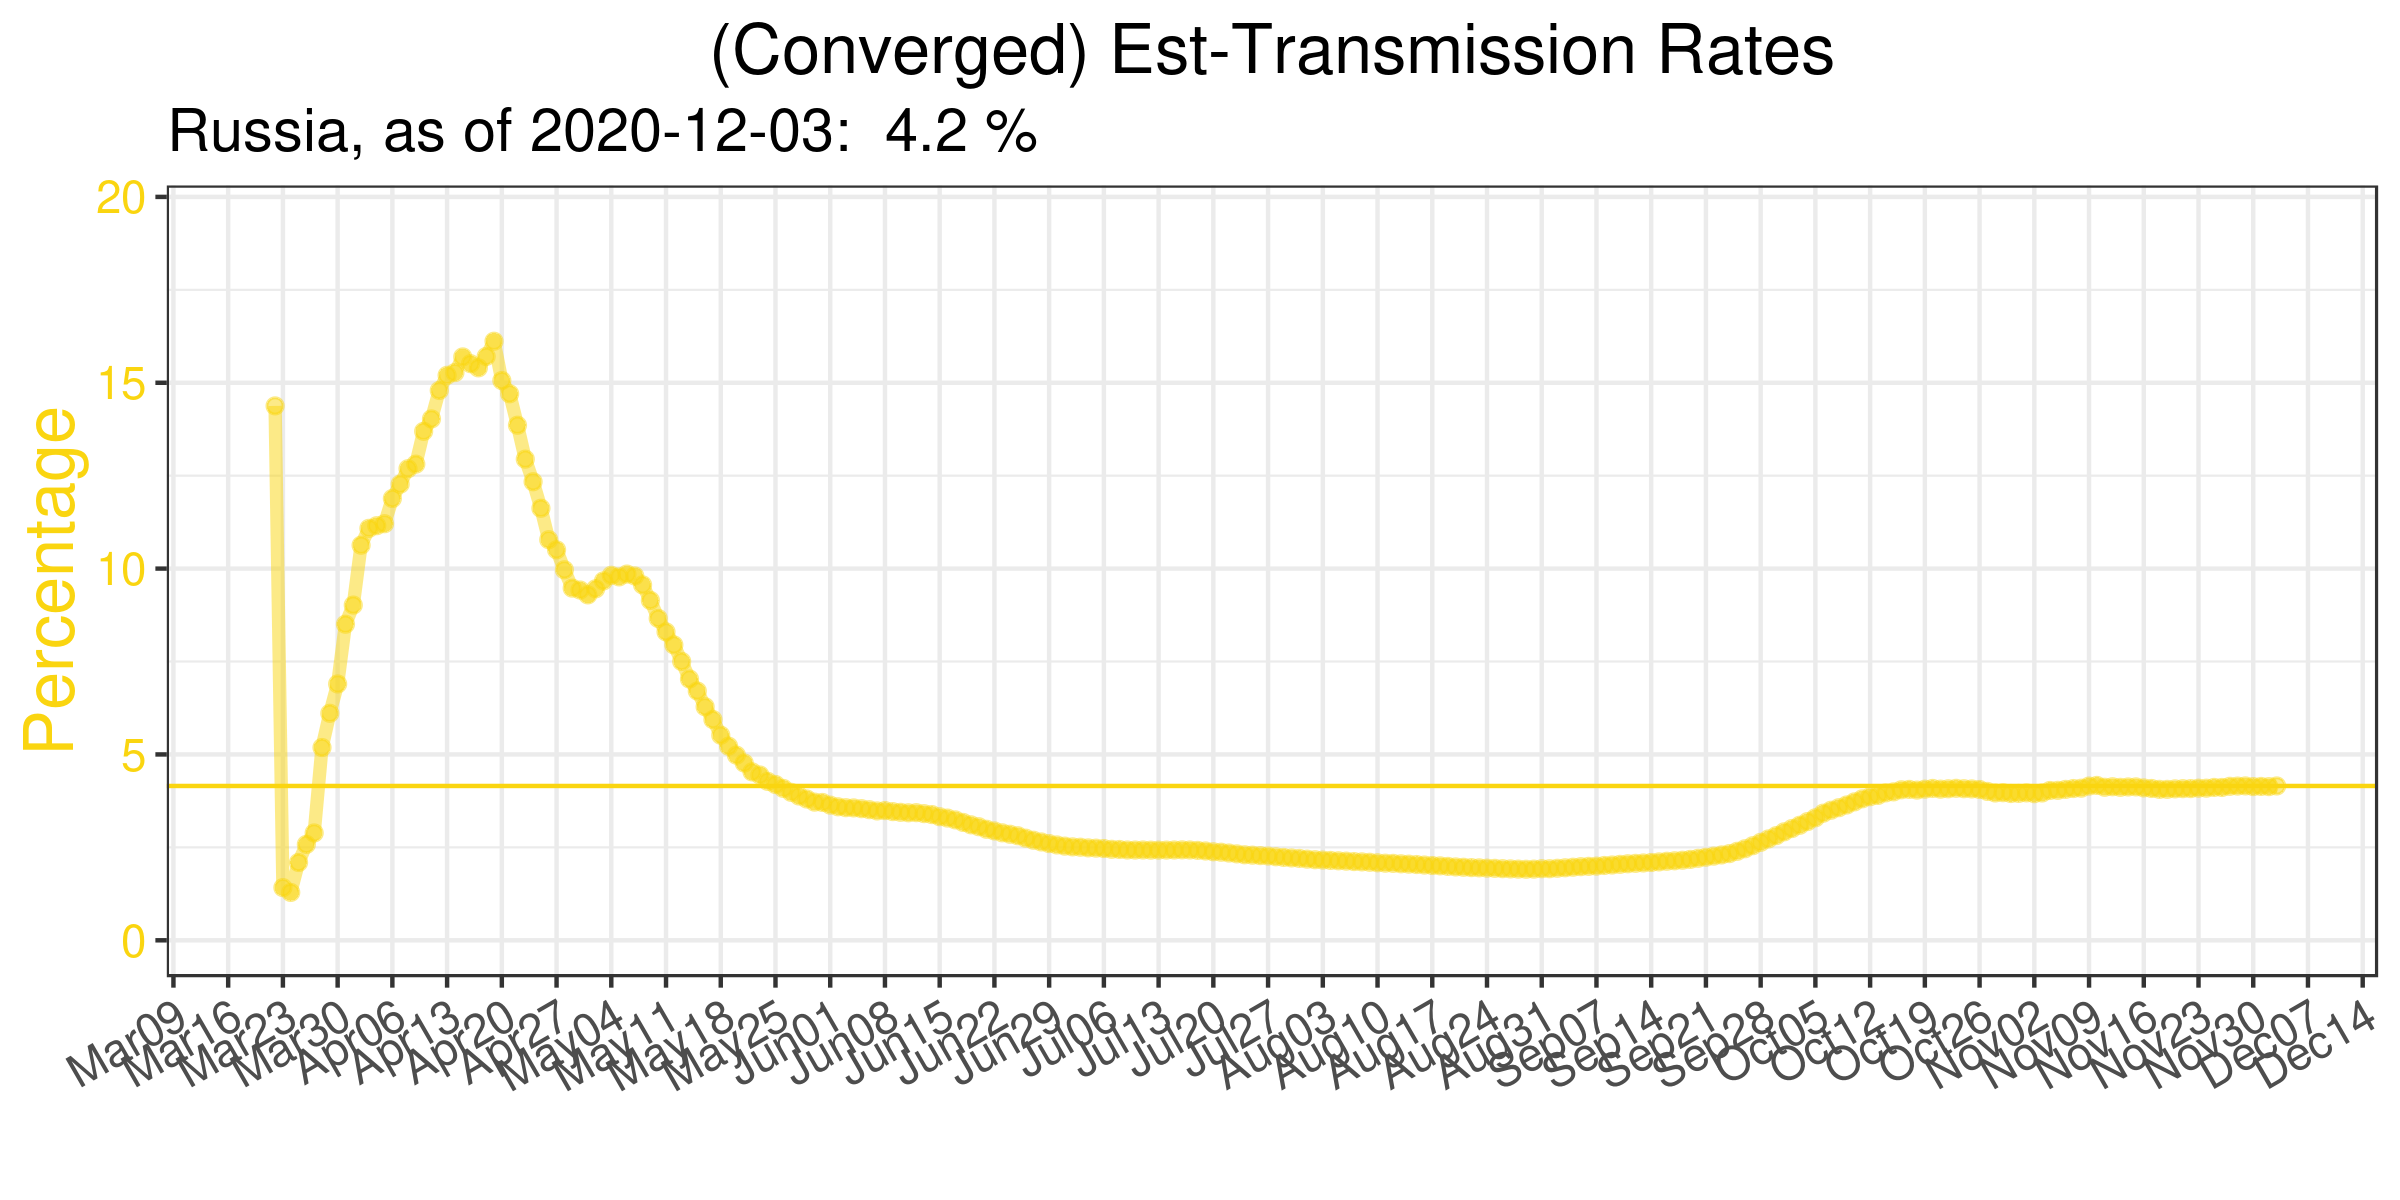 (Converged) Est-Transmission Rates
Russia, as of 2020-12-03:  4.2 %
Percentage
20
15
10
5
0
Mar09
Mar16
Mar23
Mar30
Apr06
Apr13
Apr20
Apr27
May04
May11
May18
May25
Jun01
Jun08
Jun15
Jun22
Jun29
Jul06
Jul13
Jul20
Jul27
Aug03
Aug10
Aug17
Aug24
Aug31
Sep07
Sep14
Sep21
Sep28
Oct05
Oct12
Oct19
Oct26
Nov02
Nov09
Nov16
Nov23
Nov30
Dec07
Dec14